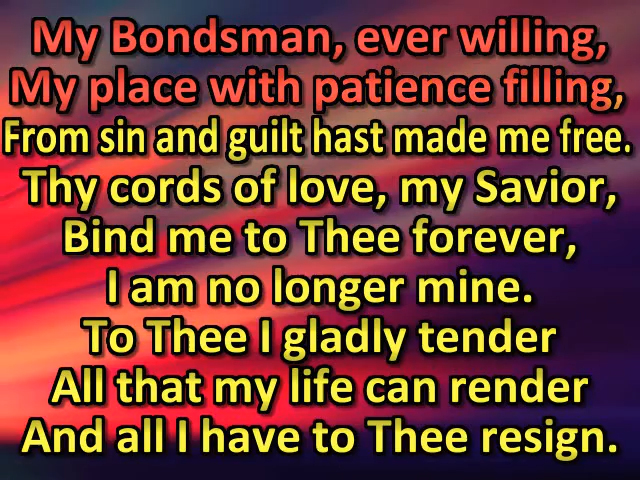 My Bondsman, ever willing,
My place with patience filling,
From sin and guilt hast made me free.
Thy cords of love, my Savior,
Bind me to Thee forever,
I am no longer mine.
To Thee I gladly tender
All that my life can render
And all I have to Thee resign.